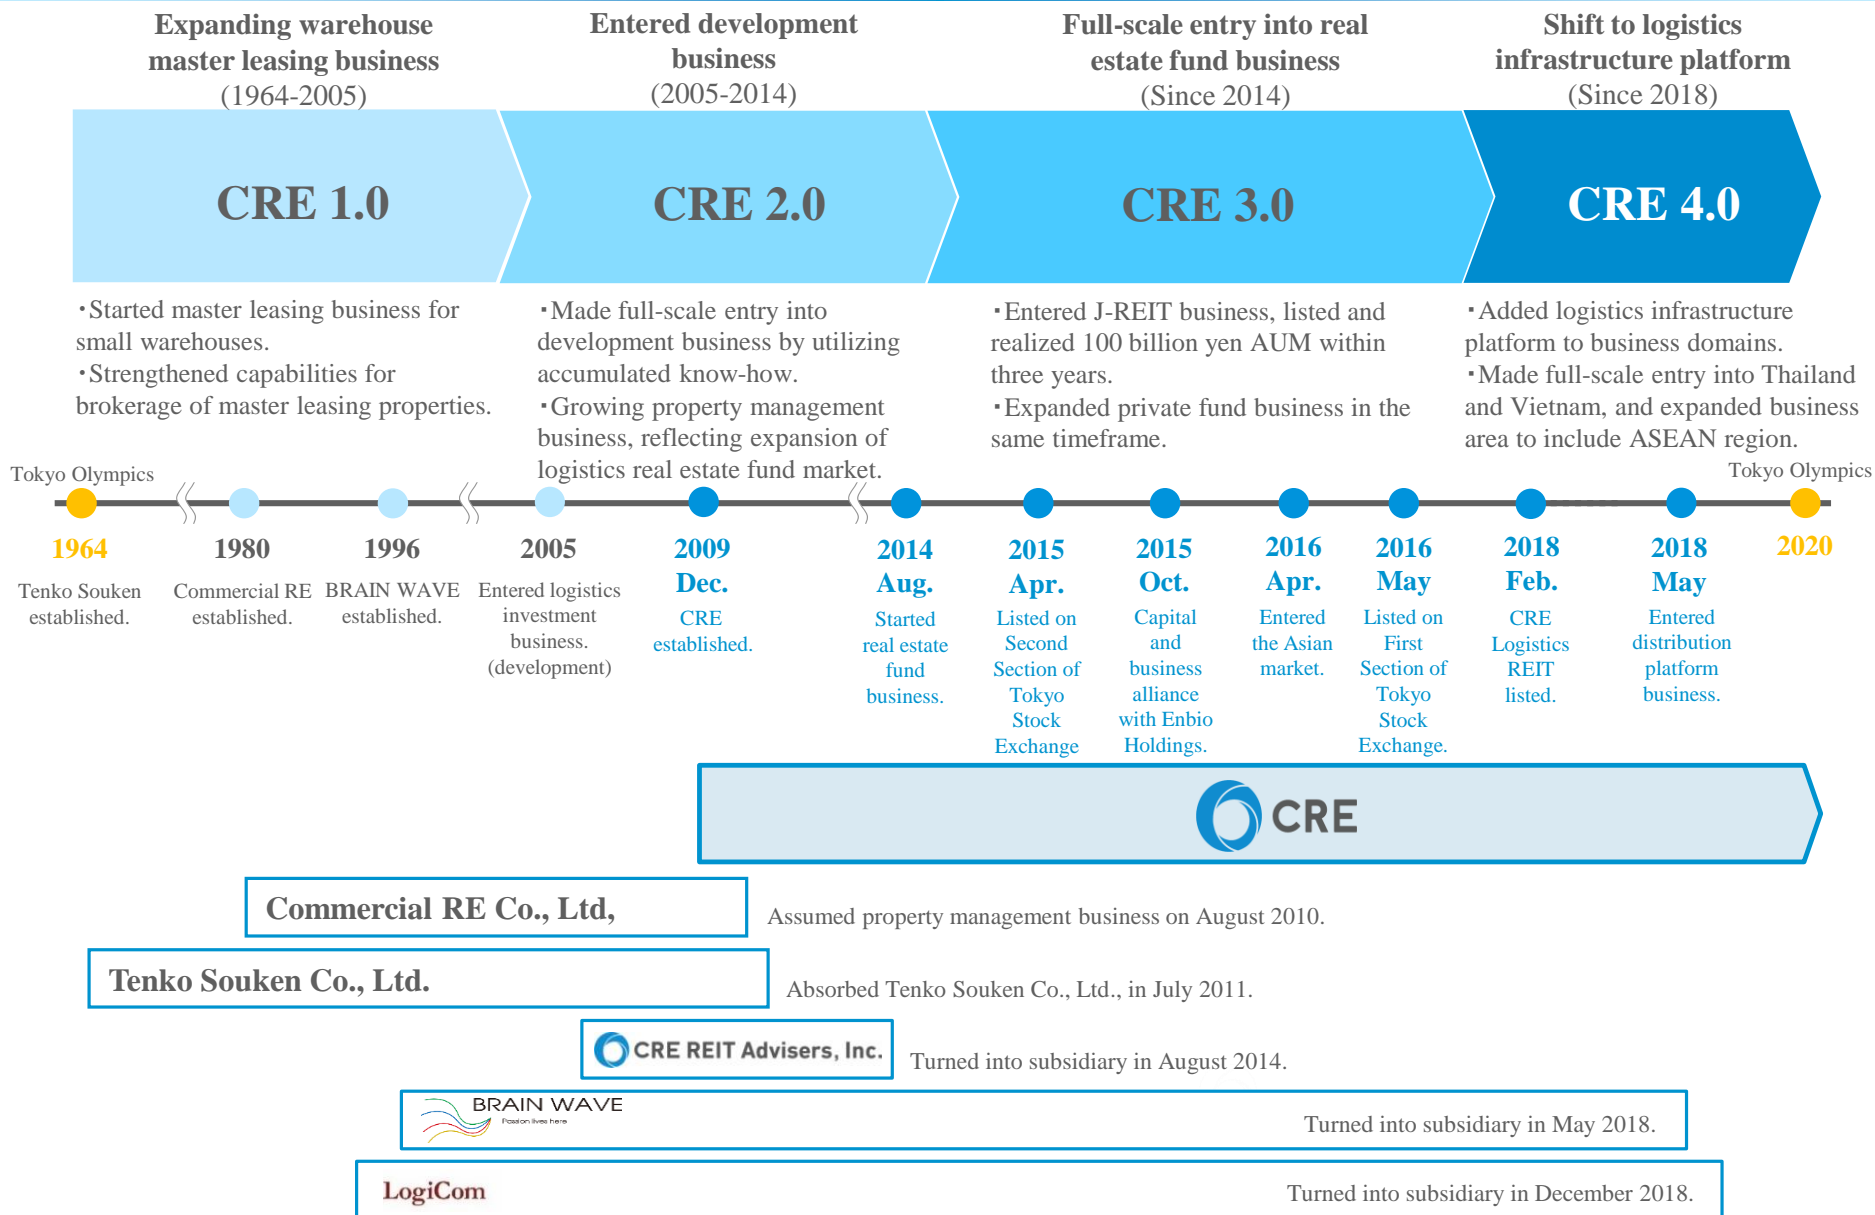 Expanding warehouse
master leasing business
(1964-2005)
Entered development
business
(2005-2014)
Full-scale entry into real
estate fund business
(Since 2014)
Shift to logistics
infrastructure platform
(Since 2018)
CRE 1.0
CRE 2.0
CRE 3.0
CRE 4.0
・Started master leasing business for
small warehouses.
・Strengthened capabilities for
brokerage of master leasing properties.
・Made full-scale entry into
development business by utilizing
accumulated know-how.
・Growing property management
business, reflecting expansion of
logistics real estate fund market.
・Entered J-REIT business, listed and
realized 100 billion yen AUM within
three years.
・Expanded private fund business in the
same timeframe.
・Added logistics infrastructure
platform to business domains.
・Made full-scale entry into Thailand
and Vietnam, and expanded business
area to include ASEAN region.
Tokyo Olympics
Tokyo Olympics
1964
Tenko Souken
established.
1980
Commercial RE
established.
1996
BRAIN WAVE
established.
2005
Entered logistics
investment
business.
(development)
2009
Dec.
CRE
established.
2014
Aug.
Started
real estate
fund
business.
2015
Apr.
Listed on
Second
Section of
Tokyo
Stock
Exchange
2015
Oct.
Capital
and
business
alliance
with Enbio
Holdings.
2016
Apr.
Entered
the Asian
market.
2016
May
Listed on
First
Section of
Tokyo
Stock
Exchange.
2018
Feb.
CRE
Logistics
REIT
listed.
2018
May
Entered
distribution
platform
business.
2020
CRE
Commercial RE Co., Ltd,
Assumed property management business on August 2010.
Tenko Souken Co., Ltd.
Absorbed Tenko Souken Co., Ltd., in July 2011.
CRE REIT Advisers, Inc.
Turned into subsidiary in August 2014.
BRAIN WAVE
Passion lives here
Turned into subsidiary in May 2018.
LogiCom
Turned into subsidiary in December 2018.